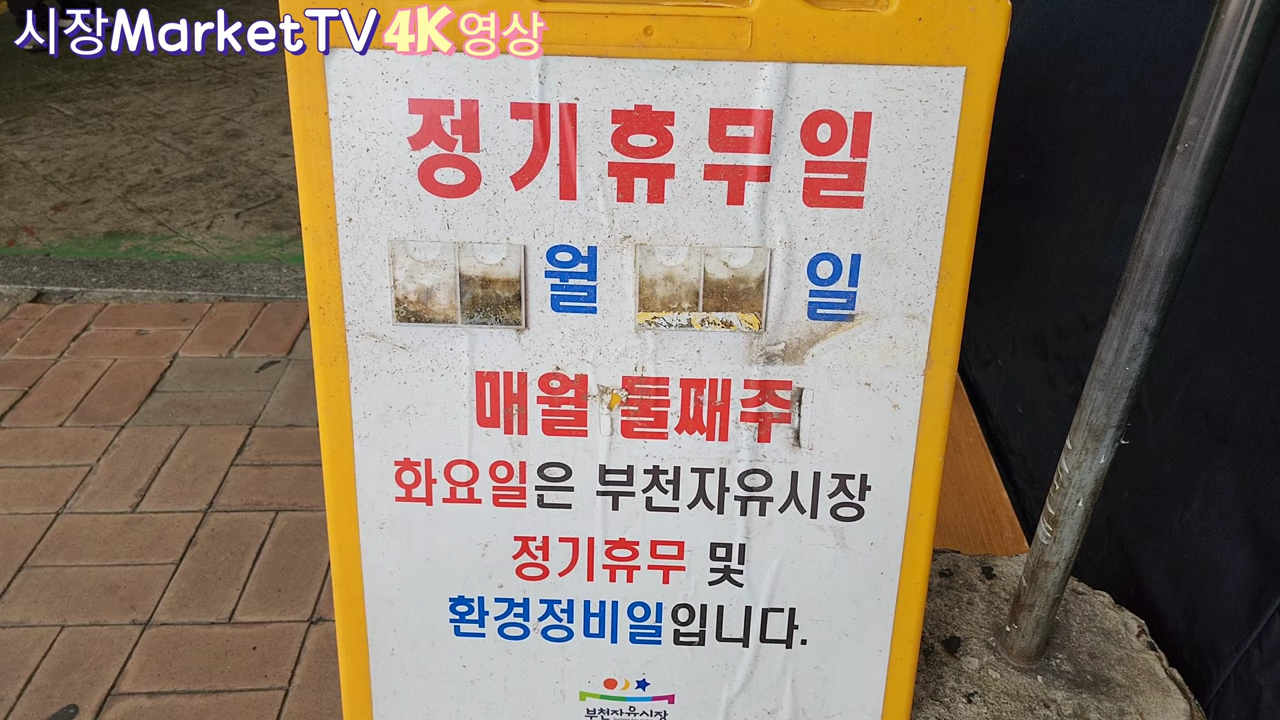 시장MarketTV4K영상
정기휴무일
월 일
매월 둘째주
화요일은 부천자유시장
정기휴무 및
환경정비일입니다.
부천자유시장